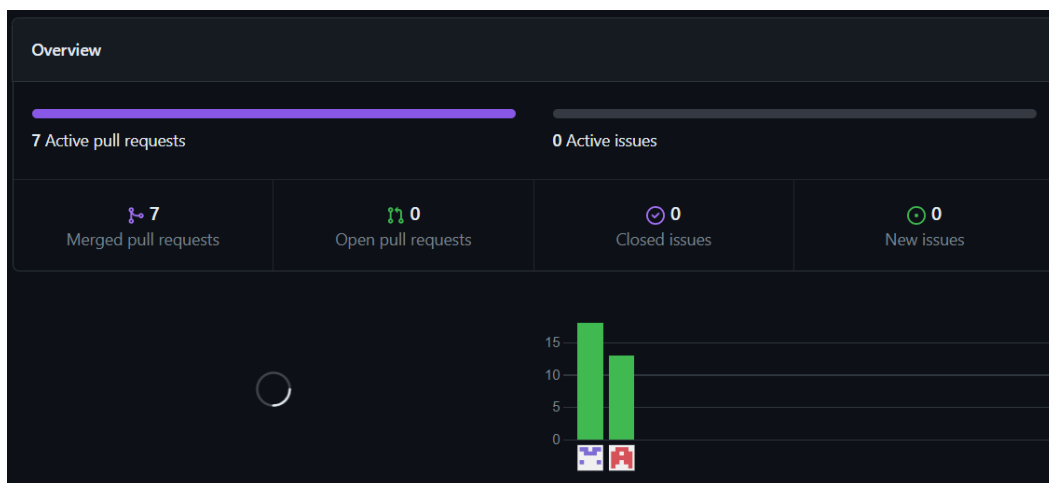 Overview
7 Active pull requests
0 Active issues
7
Merged pull requests
0
Open pull requests
0
Closed issues
0
New issues
15
10
5
0